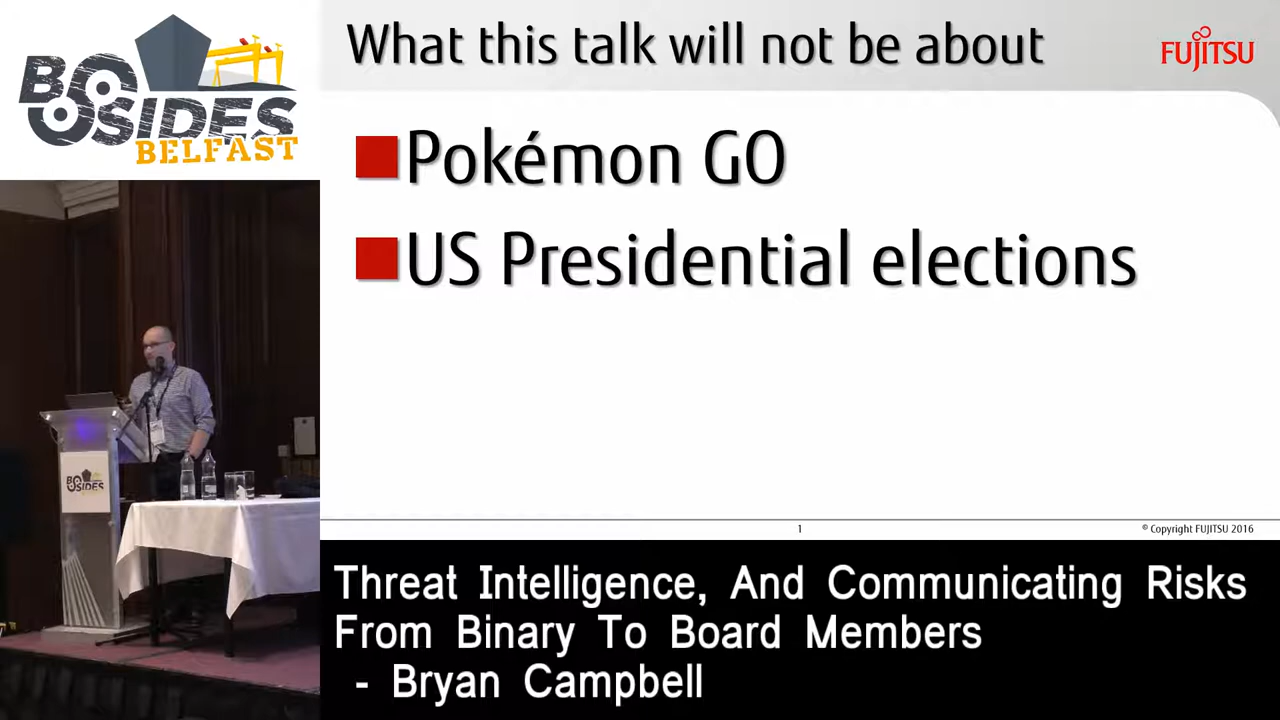 BSIDES
BELFAST
What this talk will not be about
FUJITSU
Pokémon GO
US Presidential elections
1
© Copyright FUJITSU 2016
BSIDES
Threat Intelligence, And Communicating Risks
From Binary To Board Members
- Bryan Campbell